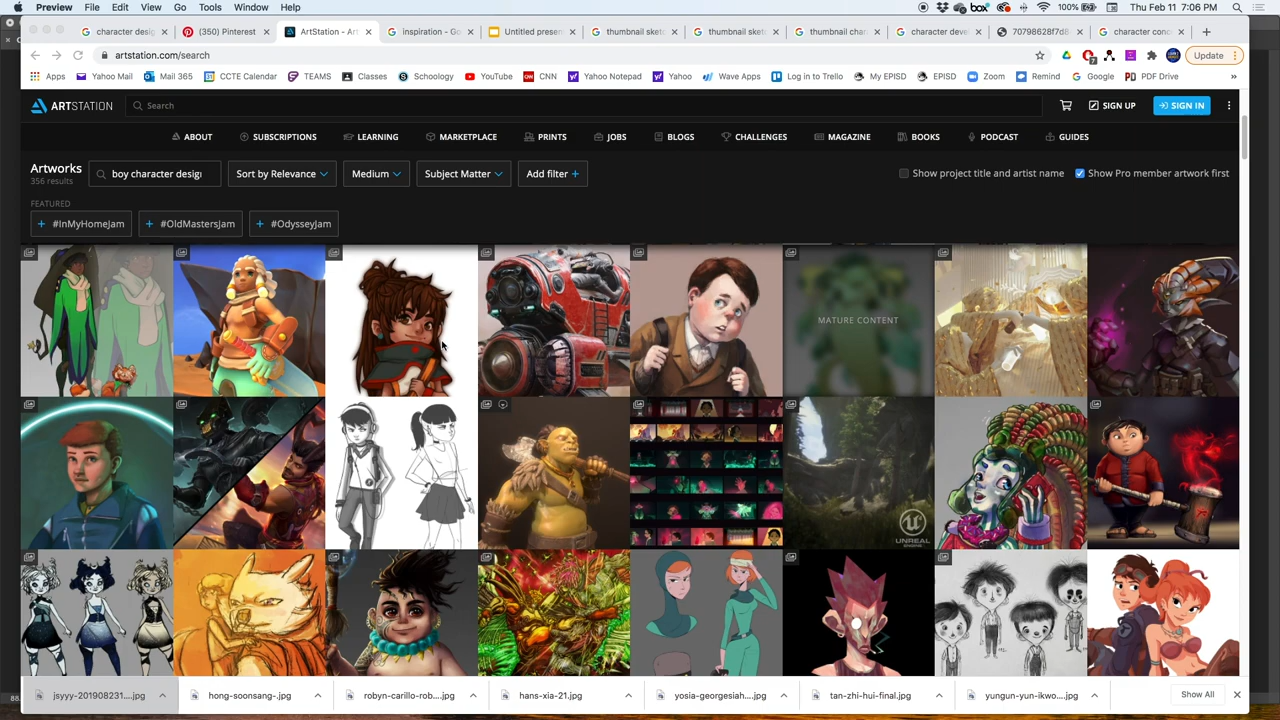 Preview File Edit View Go Tools Window Help
box
100%
Thu Feb 11 7:06 PM
character desig
(350) Pinterest
ArtStation - Art
inspiration - Go
Untitled presen
thumbnail sketc
thumbnail sketc
thumbnail char
character devel
70798628f7d8
character conc
artstation.com/search
7
Update
Apps
Yahoo Mail
Mail 365
CCTE Calendar
TEAMS
Classes
Schoology
YouTube
CNN
Yahoo Notepad
Yahoo
Wave Apps
Log in to Trello
My EPISD
EPISD
Zoom
Remind
Google
PD PDF Drive
»
ARTSTATION
Search
SIGN UP
SIGN IN
ABOUT
SUBSCRIPTIONS
LEARNING
MARKETPLACE
PRINTS
JOBS
BLOGS
CHALLENGES
MAGAZINE
BOOKS
PODCAST
GUIDES
Artworks
356 results
boy character desig
Sort by Relevance
Medium
Subject Matter
Add filter +
Show project title and artist name
Show Pro member artwork first
FEATURED
+ #InMyHomeJam
+ #OldMastersJam
+ #OdysseyJam
MATURE CONTENT
UNREAL
ENGINE
jsyyy-201908231....jpg
hong-soonsang-.jpg
robyn-carillo-rob....jpg
hans-xia-21.jpg
yosia-georgesiah....jpg
tan-zhi-hui-final.jpg
yungun-yun-ikwo....jpg
Show All